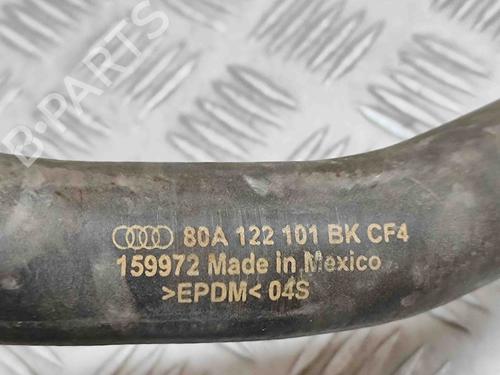 B-PARTS
80A 122 101 BK CF4
159972 Made in Mexico
>EPDM< 04S